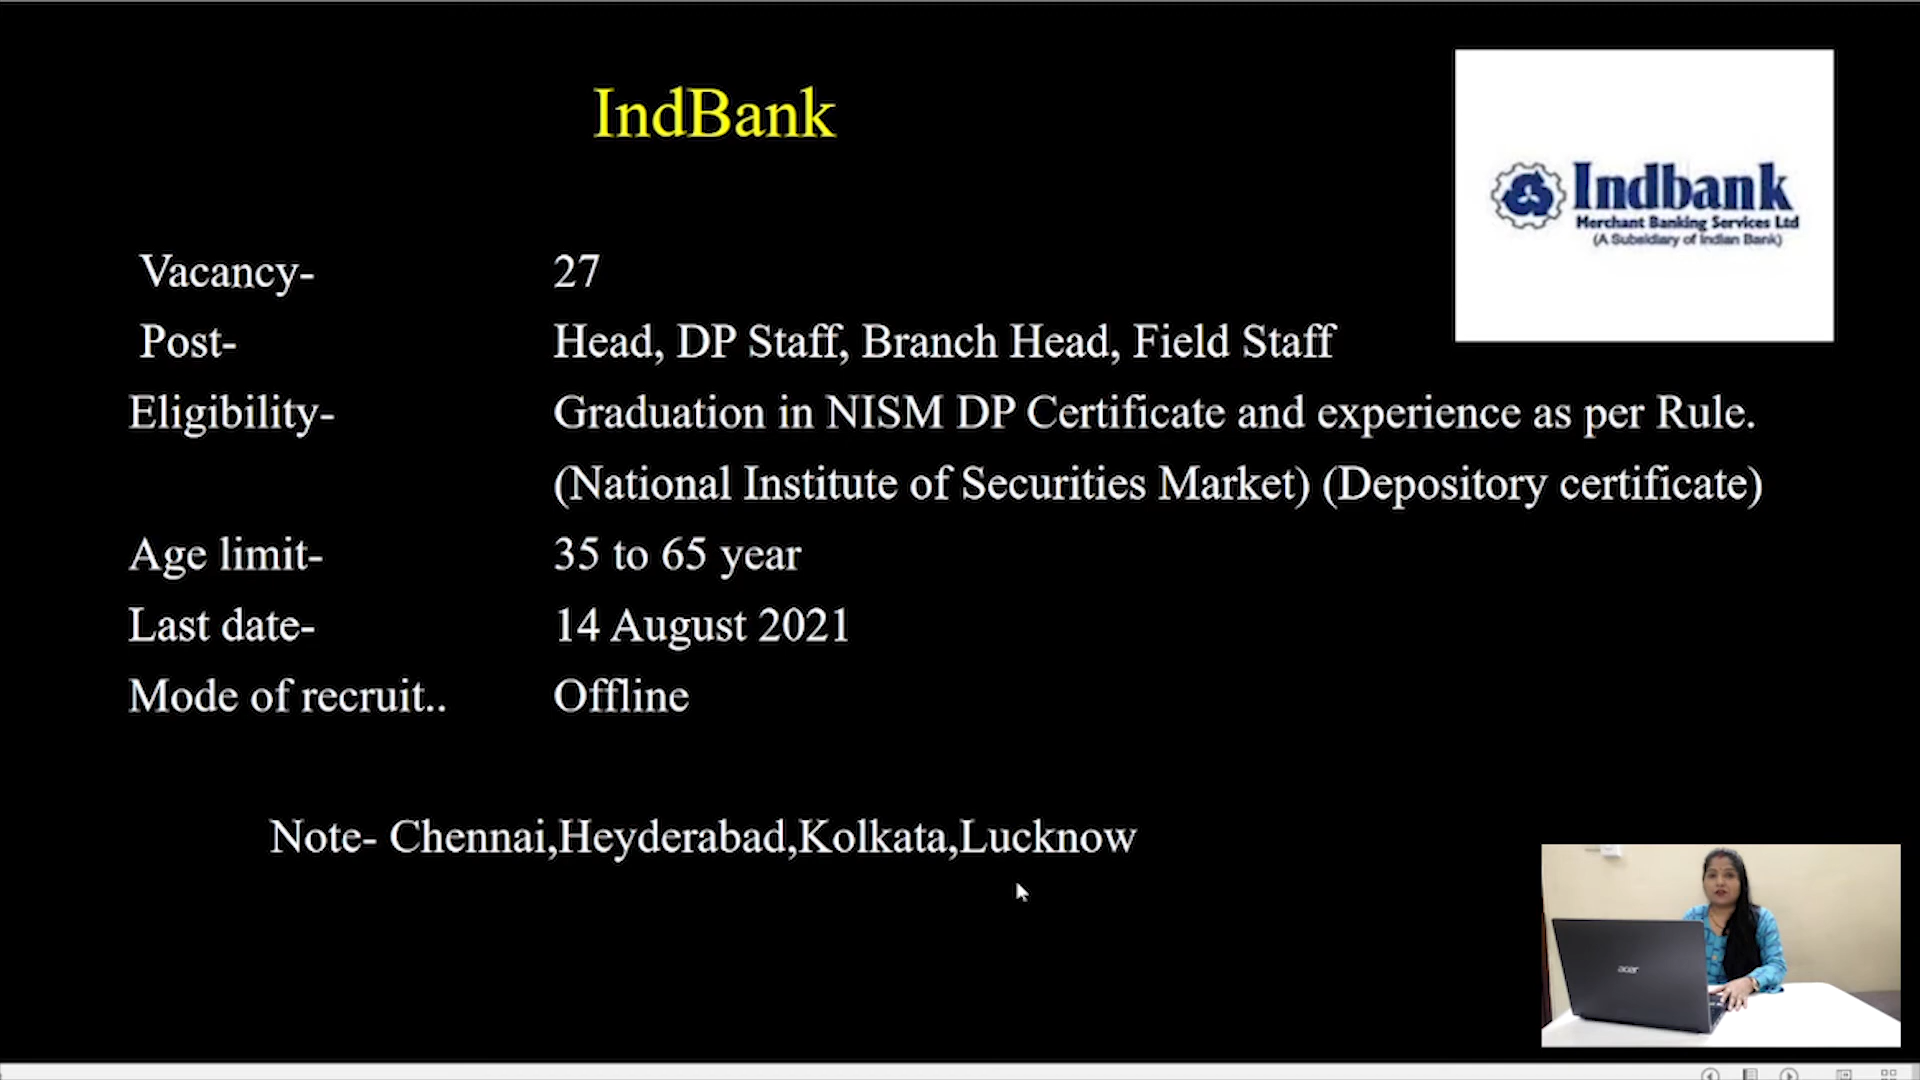 IndBank
Indbank
Merchant Banking Services Ltd
(A Subsidiary of Indian Bank)
Vacancy- 27
Post- Head, DP Staff, Branch Head, Field Staff
Eligibility- Graduation in NISM DP Certificate and experience as per Rule.
(National Institute of Securities Market) (Depository certificate)
Age limit- 35 to 65 year
Last date- 14 August 2021
Mode of recruit.. Offline
Note- Chennai,Heyderabad,Kolkata,Lucknow
acer